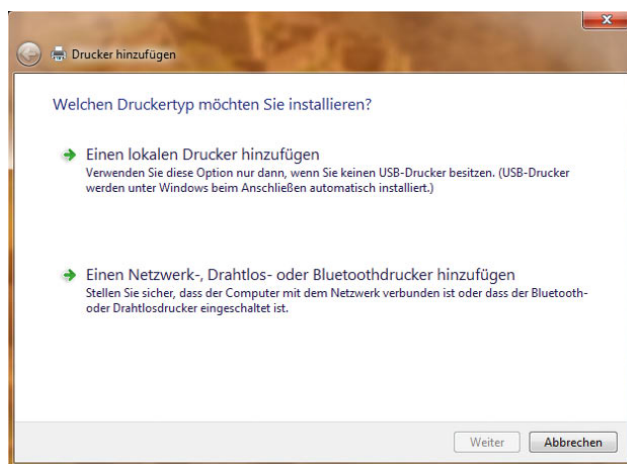 Drucker hinzufügen
Welchen Druckertyp möchten Sie installieren?
Einen lokalen Drucker hinzufügen
Verwenden Sie diese Option nur dann, wenn Sie keinen USB-Drucker besitzen. (USB-Drucker
werden unter Windows beim Anschließen automatisch installiert.)
Einen Netzwerk-, Drahtlos- oder Bluetoothdrucker hinzufügen
Stellen Sie sicher, dass der Computer mit dem Netzwerk verbunden ist oder dass der Bluetooth-
oder Drahtlosdrucker eingeschaltet ist.
Weiter Abbrechen